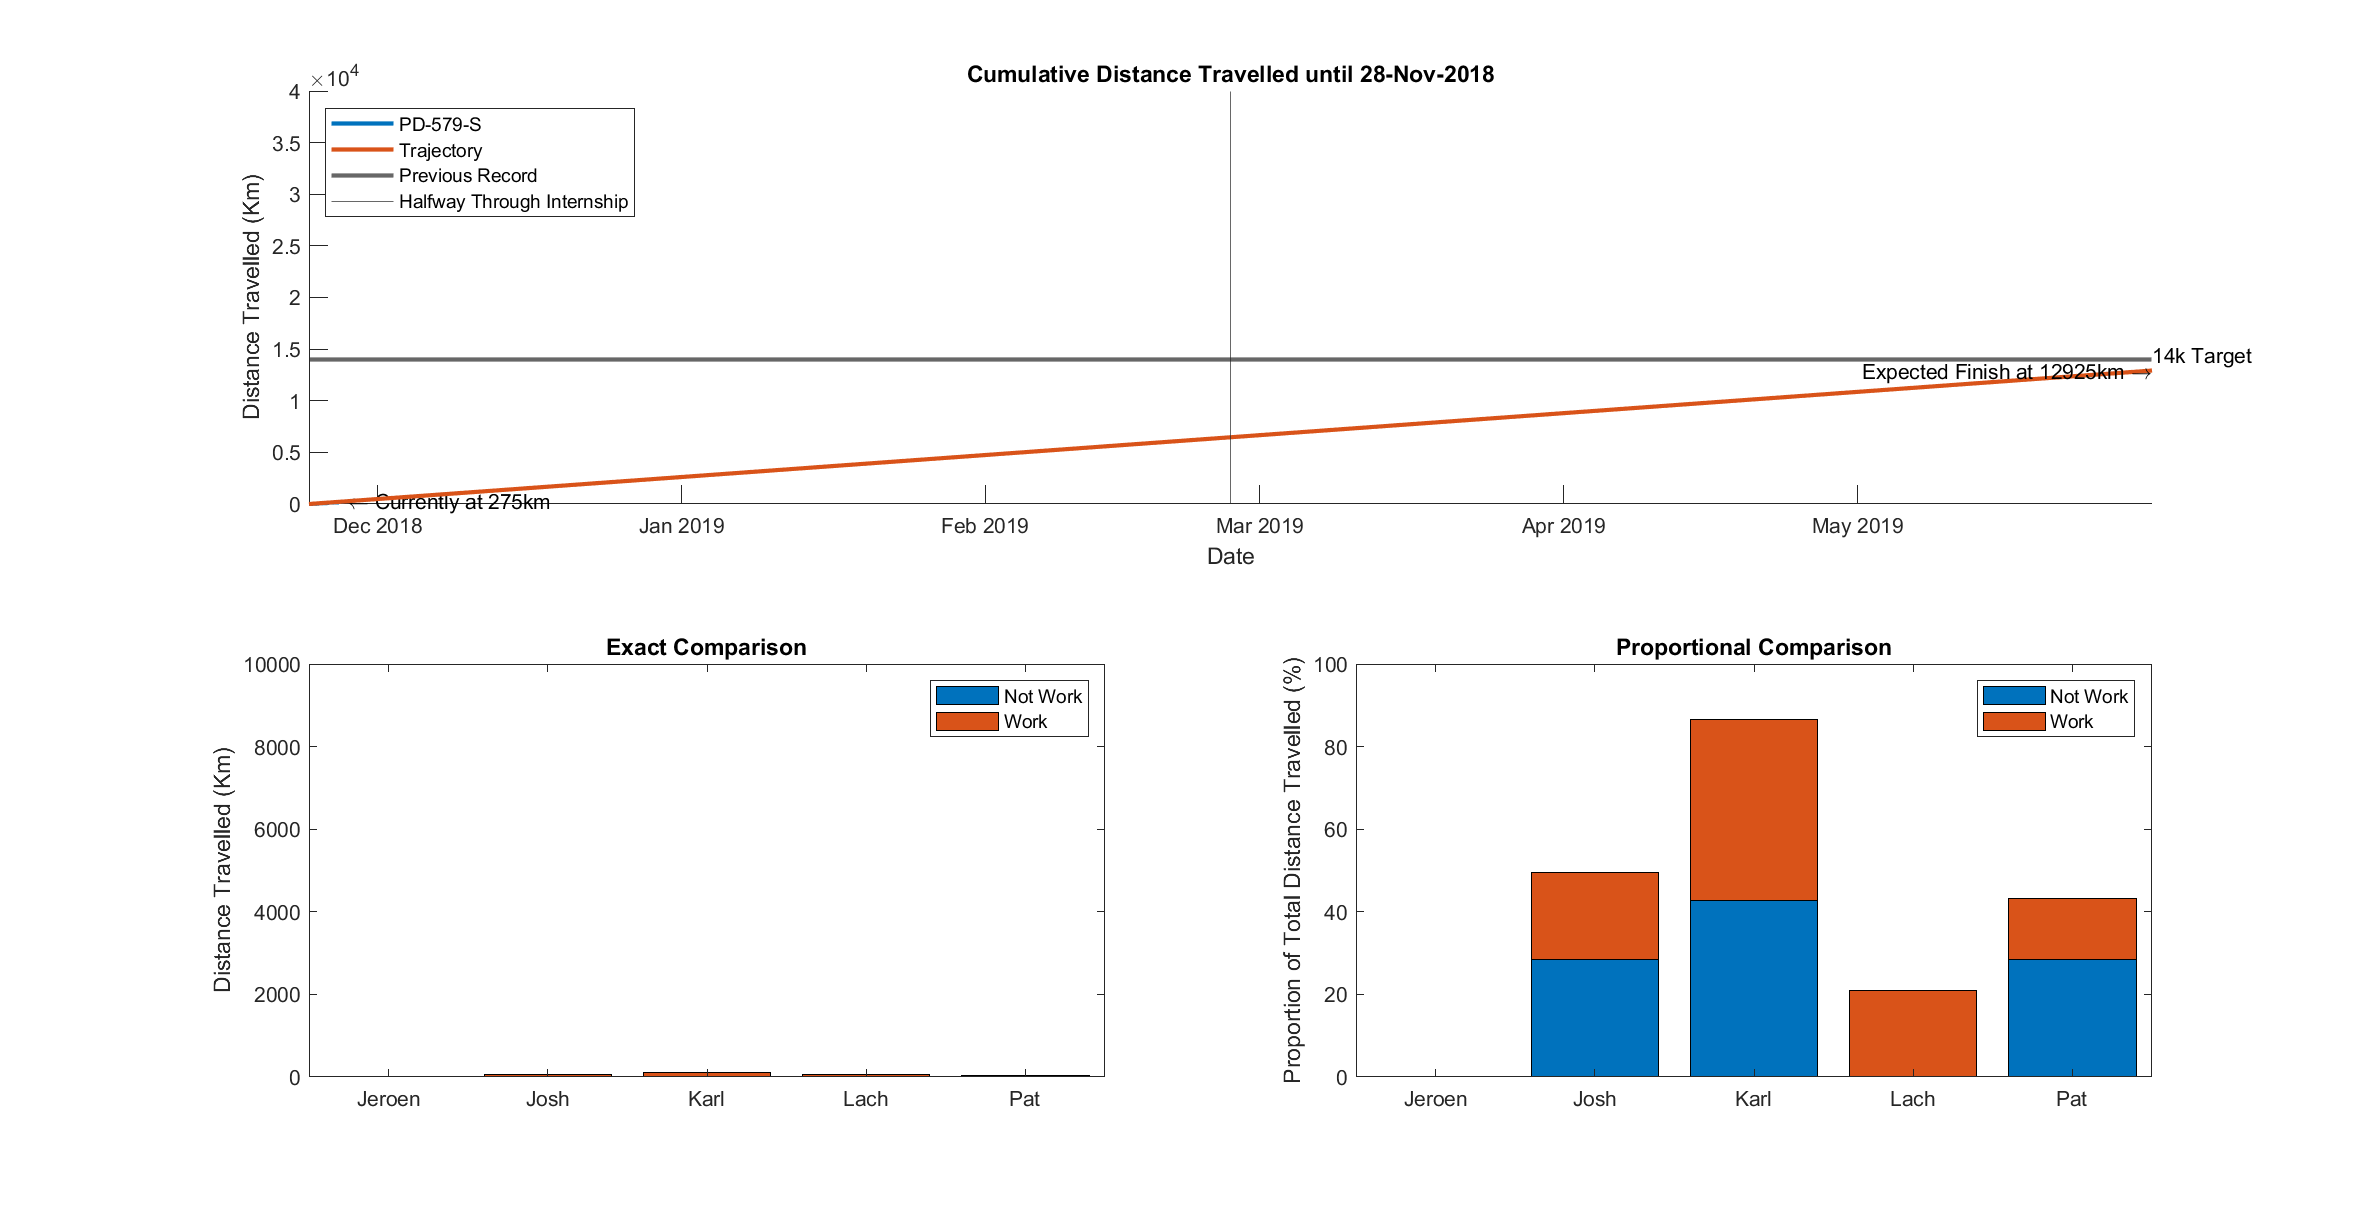 Cumulative Distance Travelled until 28-Nov-2018
×10⁴
4
3.5
3
2.5
2
1.5
1
0.5
0
Distance Travelled (Km)
PD-579-S
Trajectory
Previous Record
Halfway Through Internship
14k Target
Expected Finish at 12925km →
← Currently at 275km
Dec 2018 Jan 2019 Feb 2019 Mar 2019 Apr 2019 May 2019
Date
Exact Comparison
10000
8000
6000
4000
2000
0
Distance Travelled (Km)
Not Work
Work
Jeroen Josh Karl Lach Pat
Proportional Comparison
100
80
60
40
20
0
Proportion of Total Distance Travelled (%)
Not Work
Work
Jeroen Josh Karl Lach Pat